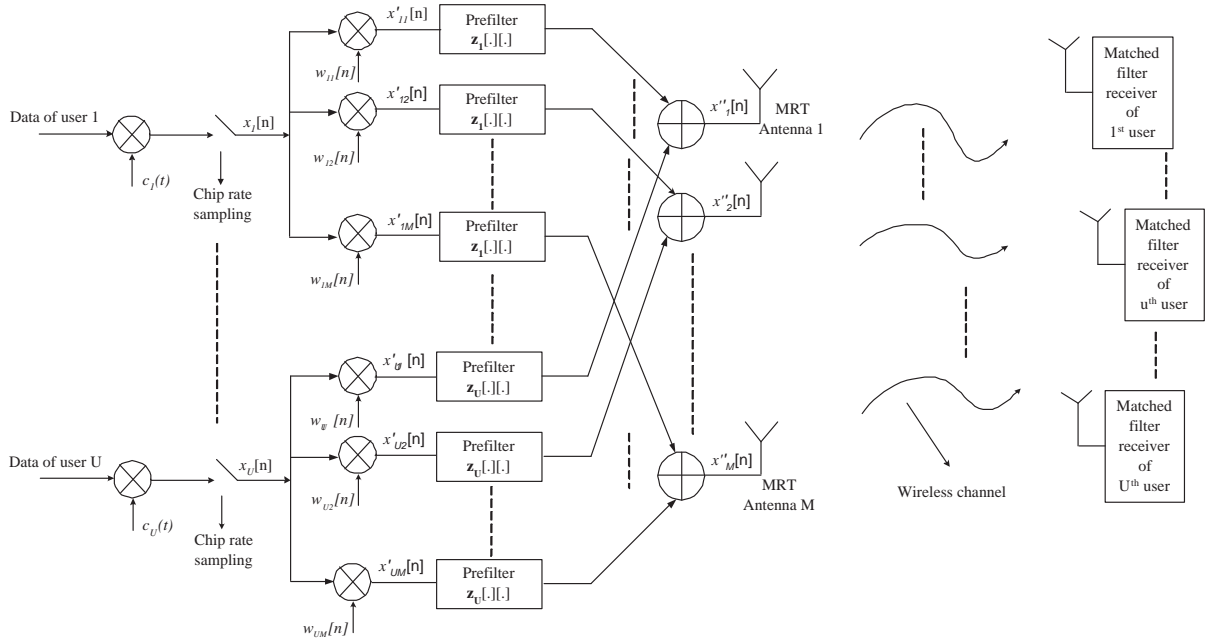 x'11[n]
Prefilter
z1[.][.]
w11[n]
Data of user 1
x1[n]
c1(t)
Chip rate
sampling
x'12[n]
Prefilter
z1[.][.]
w12[n]
x'1M[n]
Prefilter
z1[.][.]
w1M[n]
x''1[n]
MRT
Antenna 1
x''2[n]
Matched
filter
receiver
of
1st user
Matched
filter
receiver
of
uth user
Data of user U
xU[n]
cU(t)
Chip rate
sampling
x'U1[n]
Prefilter
zU[.][.]
wU1[n]
x'U2[n]
Prefilter
zU[.][.]
wU2[n]
x'UM[n]
Prefilter
zU[.][.]
wUM[n]
x''M[n]
MRT
Antenna M
Wireless channel
Matched
filter
receiver
of
Uth user